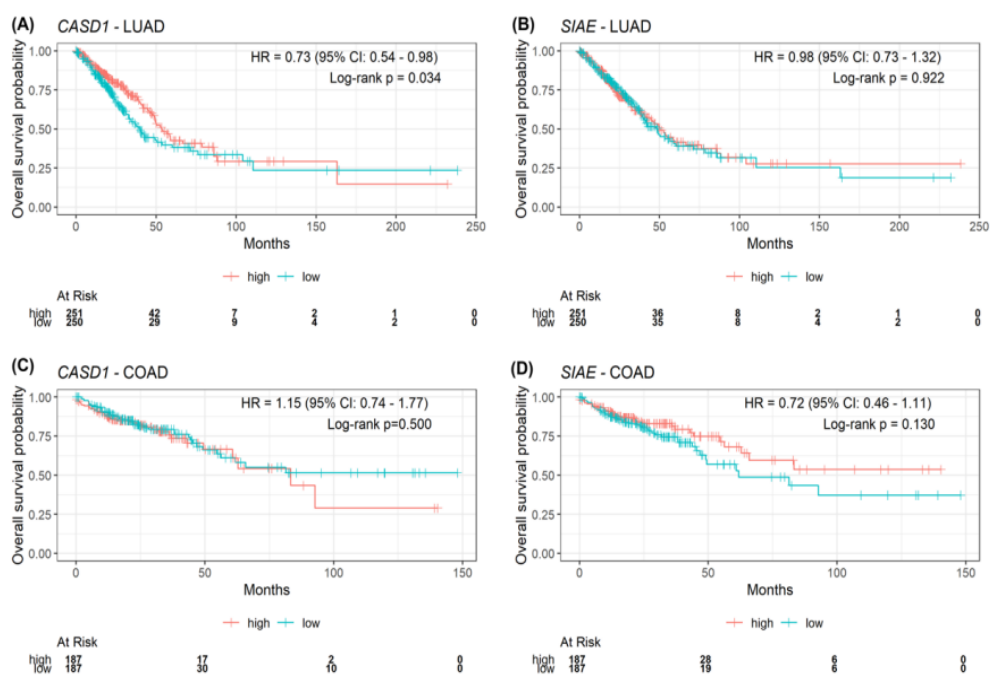 (A) CASD1 - LUAD
HR = 0.73 (95% CI: 0.54 - 0.98)
Log-rank p = 0.034
Overall survival probability
1.00
0.75
0.50
0.25
0.00
0 50 100 150 200 250
Months
high low
At Risk
high 251 42 7 2 1 0
low 250 29 9 4 2 0
(B) SIAE - LUAD
HR = 0.98 (95% CI: 0.73 - 1.32)
Log-rank p = 0.922
Overall survival probability
1.00
0.75
0.50
0.25
0.00
0 50 100 150 200 250
Months
high low
At Risk
high 251 36 8 2 1 0
low 250 35 8 4 2 0
(C) CASD1 - COAD
HR = 1.15 (95% CI: 0.74 - 1.77)
Log-rank p=0.500
Overall survival probability
1.00
0.75
0.50
0.25
0.00
0 50 100 150
Months
high low
At Risk
high 187 17 2 0
low 187 30 10 0
(D) SIAE - COAD
HR = 0.72 (95% CI: 0.46 - 1.11)
Log-rank p = 0.130
Overall survival probability
1.00
0.75
0.50
0.25
0.00
0 50 100 150
Months
high low
At Risk
high 187 28 6 0
low 187 19 6 0